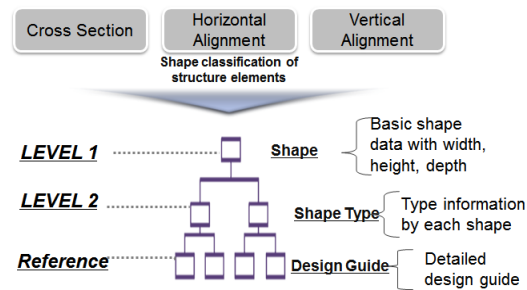 Cross Section
Horizontal
Alignment
Vertical
Alignment
Shape classification of
structure elements
LEVEL 1
Shape
Basic shape
data with width,
height, depth
LEVEL 2
Shape Type
Type information
by each shape
Reference
Design Guide
Detailed
design guide